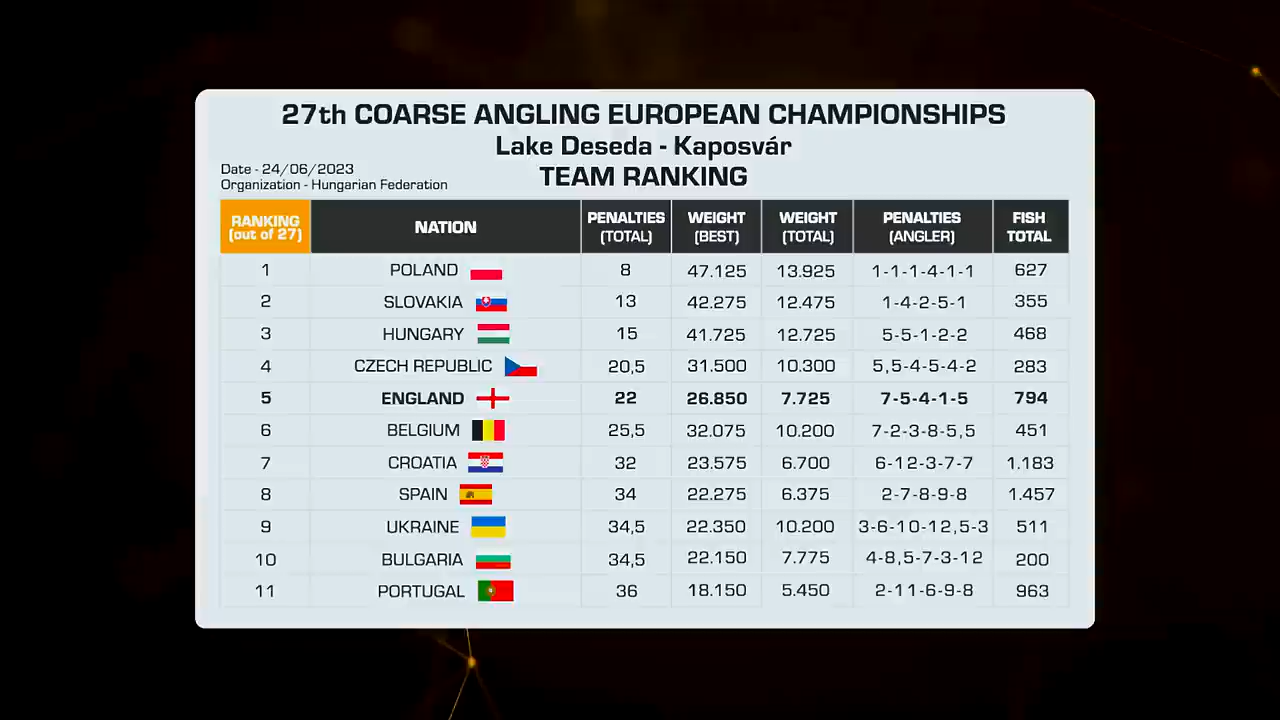 27th COARSE ANGLING EUROPEAN CHAMPIONSHIPS
Lake Deseda - Kaposvár
Date - 24/06/2023
Organization - Hungarian Federation
TEAM RANKING
RANKING (out of 27) NATION PENALTIES (TOTAL) WEIGHT (BEST) WEIGHT (TOTAL) PENALTIES (ANGLER) FISH TOTAL
1 POLAND 8 47.125 13.925 1-1-1-4-1-1 627
2 SLOVAKIA 13 42.275 12.475 1-4-2-5-1 355
3 HUNGARY 15 41.725 12.725 5-5-1-2-2 468
4 CZECH REPUBLIC 20,5 31.500 10.300 5,5-4-5-4-2 283
5 ENGLAND 22 26.850 7.725 7-5-4-1-5 794
6 BELGIUM 25,5 32.075 10.200 7-2-3-8-5,5 451
7 CROATIA 32 23.575 6.700 6-12-3-7-7 1.183
8 SPAIN 34 22.275 6.375 2-7-8-9-8 1.457
9 UKRAINE 34,5 22.350 10.200 3-6-10-12,5-3 511
10 BULGARIA 34,5 22.150 7.775 4-8,5-7-3-12 200
11 PORTUGAL 36 18.150 5.450 2-11-6-9-8 963